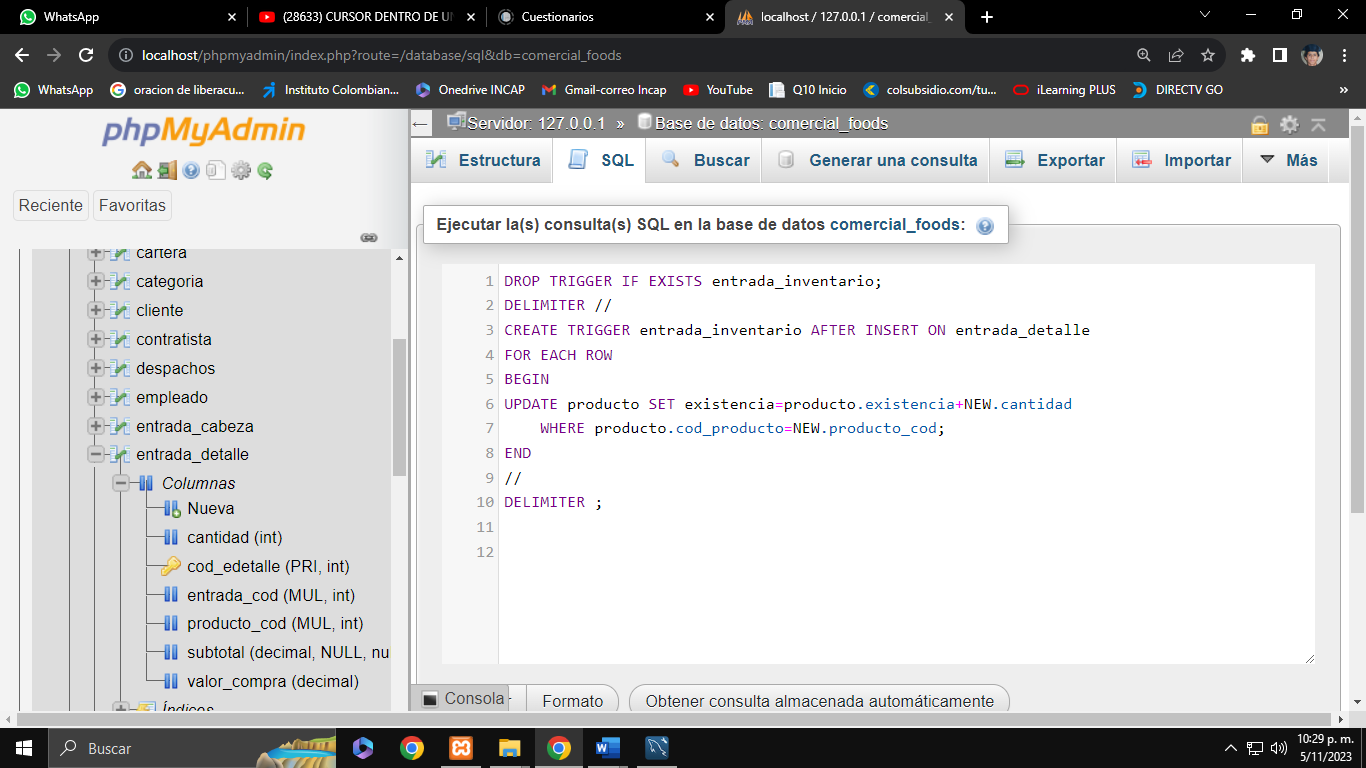 WhatsApp
(28633) CURSOR DENTRO DE UN
Cuestionarios
localhost / 127.0.0.1 / comercial_
localhost/phpmyadmin/index.php?route=/database/sql&db=comercial_foods
WhatsApp
oracion de liberacu...
Instituto Colombian...
Onedrive INCAP
Gmail-correo Incap
YouTube
Q10 Inicio
colsubsidio.com/tu...
iLearning PLUS
DIRECTV GO
»
phpMyAdmin
Reciente
Favoritas
cartera
categoria
cliente
contratista
despachos
empleado
entrada_cabeza
entrada_detalle
Columnas
Nueva
cantidad (int)
cod_edetalle (PRI, int)
entrada_cod (MUL, int)
producto_cod (MUL, int)
subtotal (decimal, NULL, nu
valor_compra (decimal)
Índices
Servidor: 127.0.0.1 » Base de datos: comercial_foods
Estructura
SQL
Buscar
Generar una consulta
Exportar
Importar
Más
Ejecutar la(s) consulta(s) SQL en la base de datos comercial_foods:
1 DROP TRIGGER IF EXISTS entrada_inventario;
2 DELIMITER //
3 CREATE TRIGGER entrada_inventario AFTER INSERT ON entrada_detalle
4 FOR EACH ROW
5 BEGIN
6 UPDATE producto SET existencia=producto.existencia+NEW.cantidad
7 WHERE producto.cod_producto=NEW.producto_cod;
8 END
9 //
10 DELIMITER ;
11
12
Consola
Formato
Obtener consulta almacenada automáticamente
Buscar
10:29 p. m.
5/11/2023